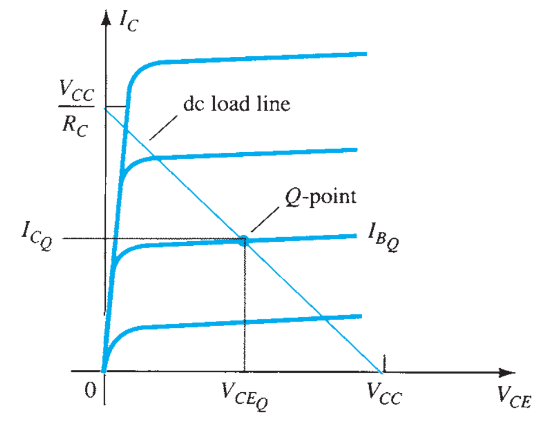 I_C
V_CC
R_C
dc load line
Q-point
I_CQ
I_BQ
0
V_CEQ
V_CC
V_CE